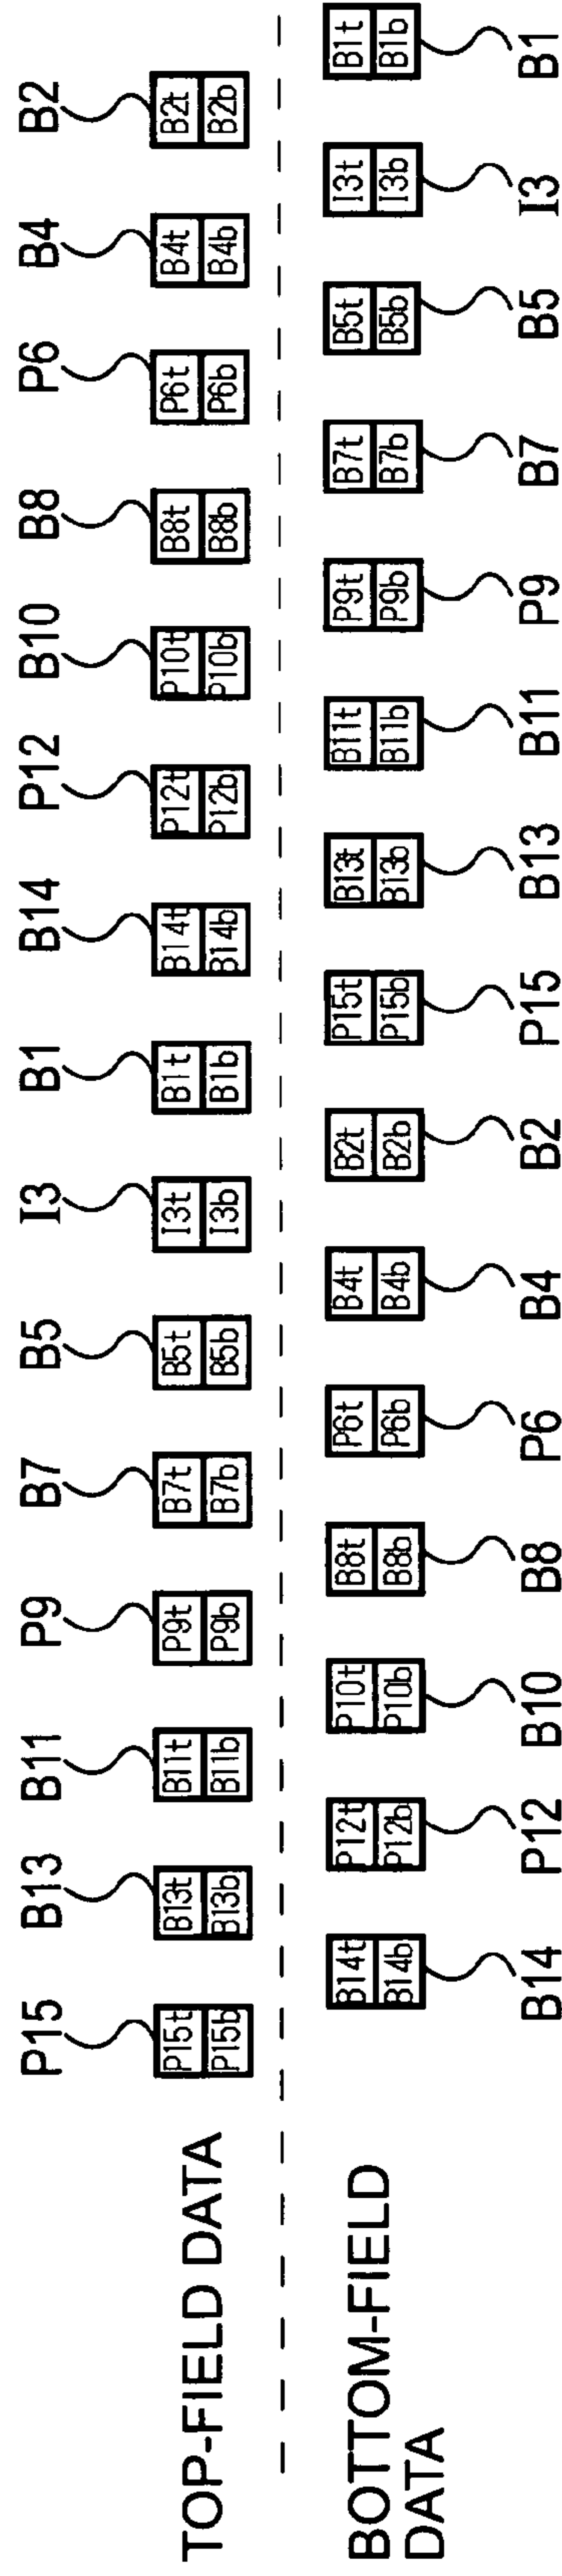 P15 B13 B11 P9 B7 B5 I3 B1 B14 P12 B10 B8 P6 B4 B2
TOP-FIELD DATA
P15t B13t B11t P9t B7t B5t I3t B1t B14t P12t P10t B8t P6t B4t B2t
P15b B13b B11b P9b B7b B5b I3b B1b B14b P12b P10b B8b P6b B4b B2b
BOTTOM-FIELD
DATA
B14t P12t P10t B8t P6t B4t B2t P15t B13t B11t P9t B7t B5t I3t B1t
B14b P12b P10b B8b P6b B4b B2b P15b B13b B11b P9b B7b B5b I3b B1b
B14 P12 B10 B8 P6 B4 B2 P15 B13 B11 P9 B7 B5 I3 B1